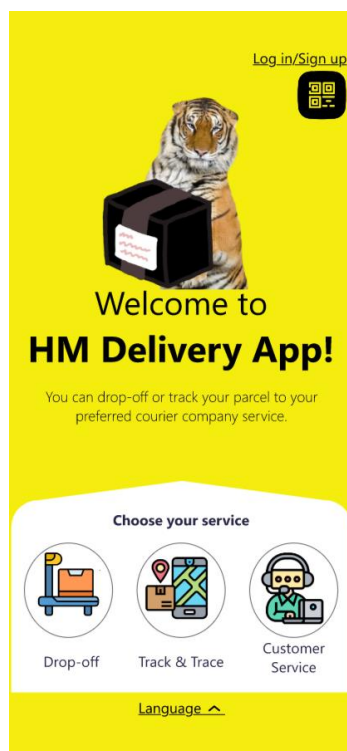 Log in/Sign up
Welcome to
HM Delivery App!
You can drop-off or track your parcel to your
preferred courier company service.
Choose your service
Drop-off
Track & Trace
Customer
Service
Language